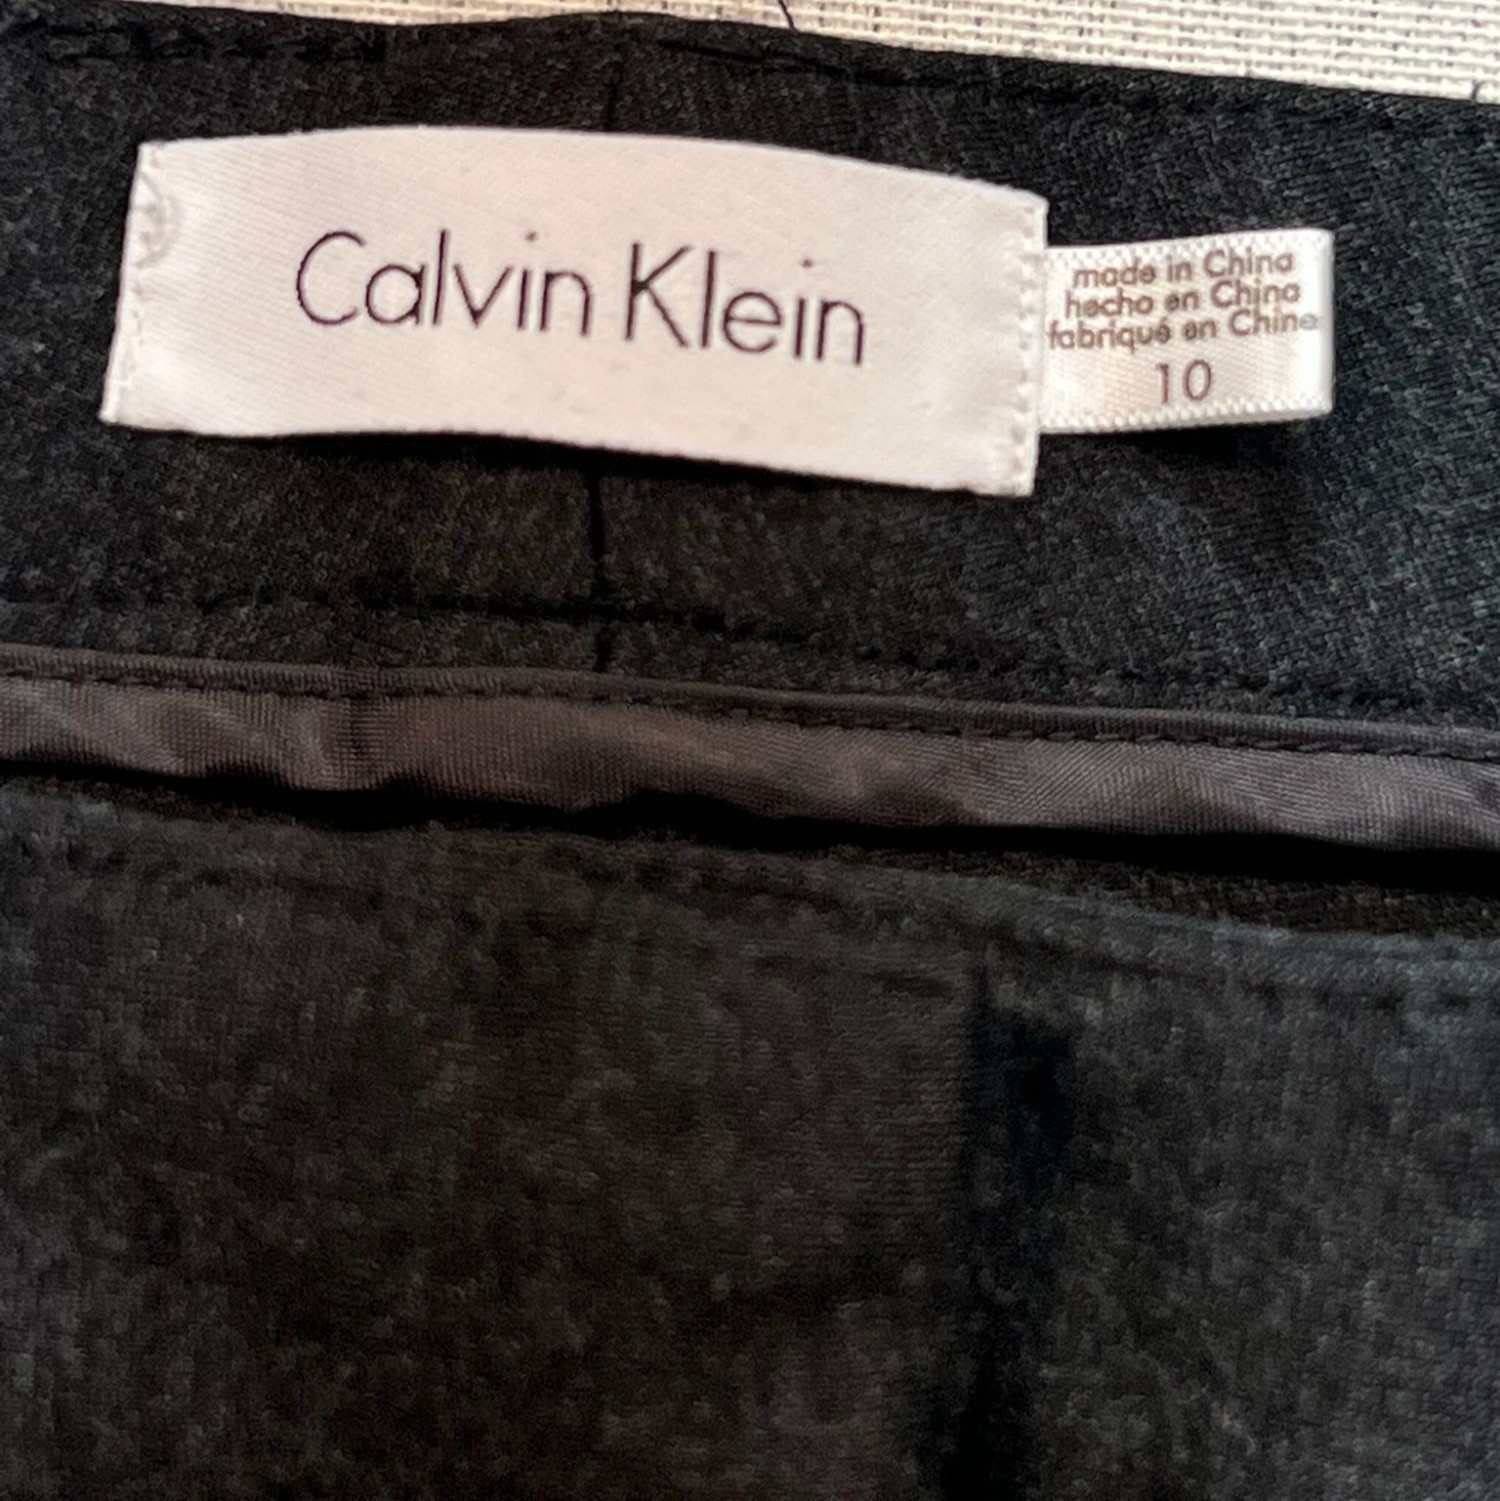 Calvin Klein
made in China
hecho en China
fabriqué en Chine
10